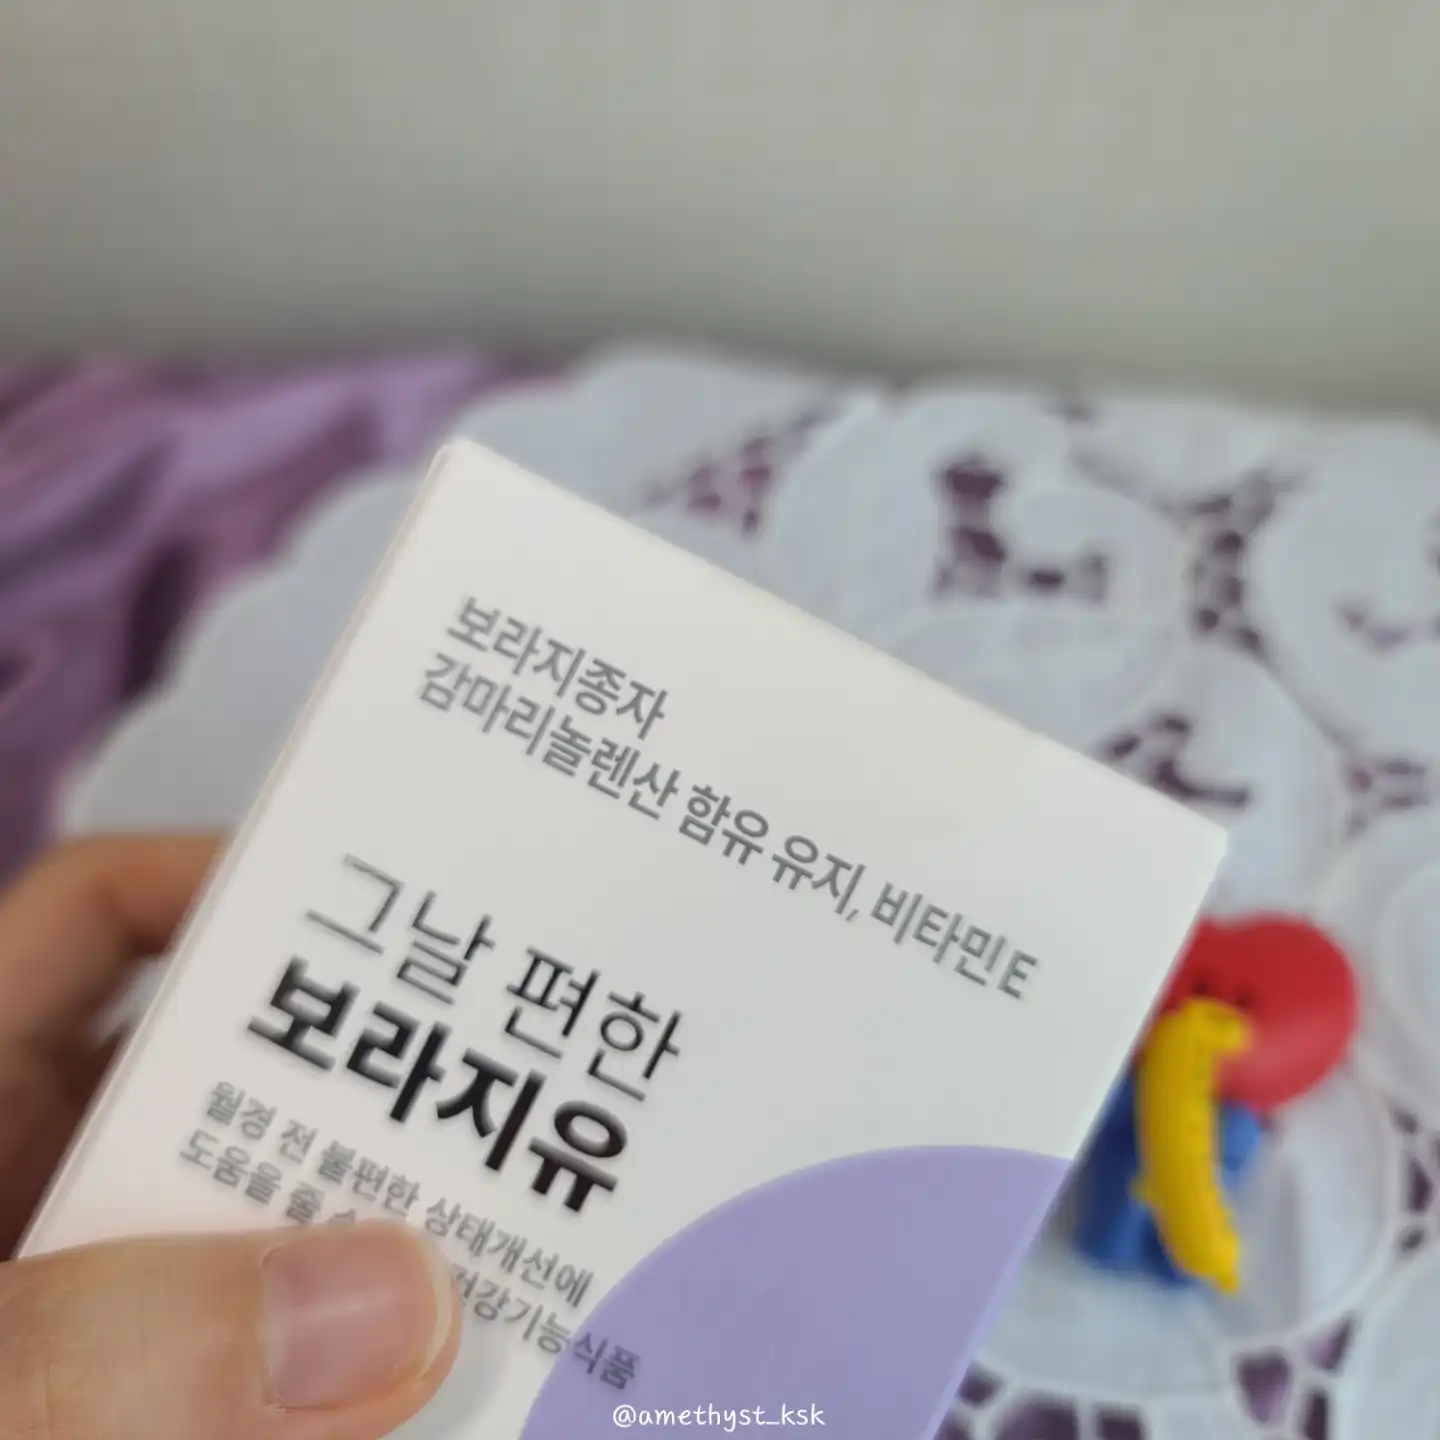 보라지종자
감마리놀렌산 함유 유지, 비타민E
그날 편한
보라지유
월경 전 불편한 상태개선에
도움을 줄 건강기능식품
@amethyst_ksk